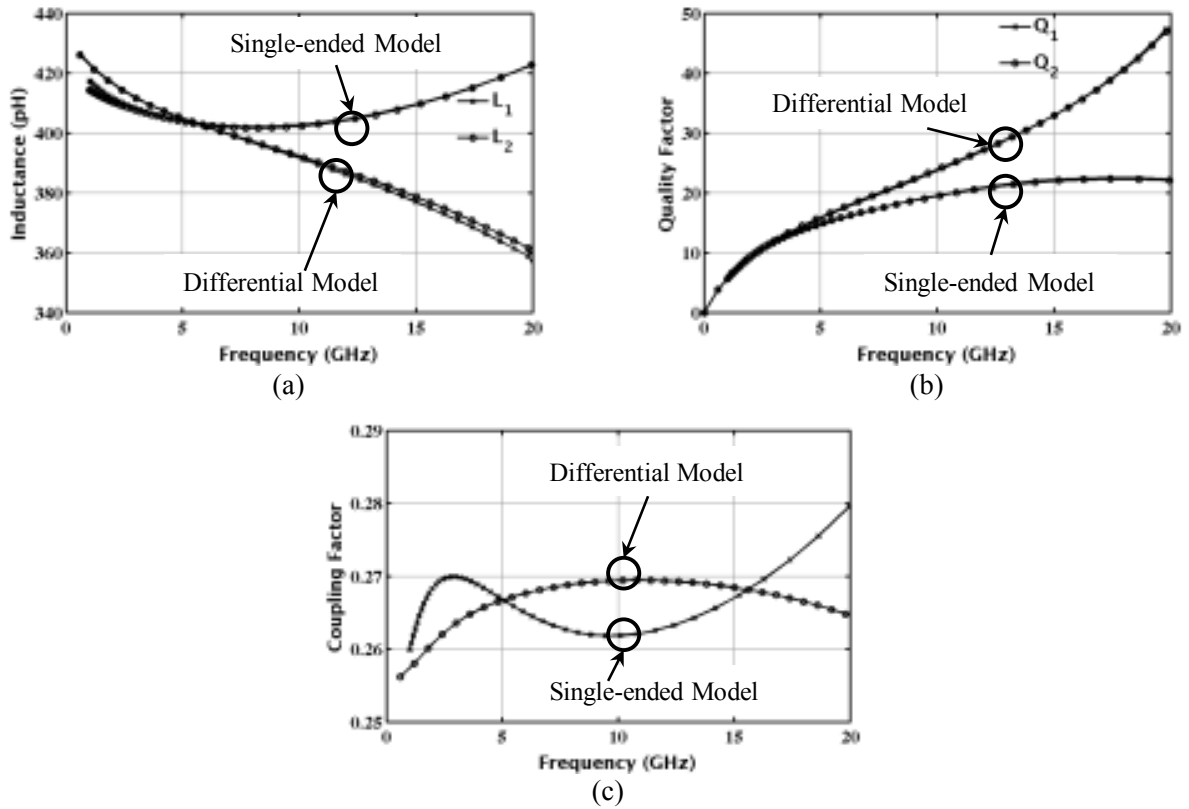 440
420
400
380
360
340
Inductance (pH)
Single-ended Model
L1
L2
Differential Model
0 5 10 15 20
Frequency (GHz)
(a)
50
40
30
20
10
0
Quality Factor
Q1
Q2
Differential Model
Single-ended Model
0 5 10 15 20
Frequency (GHz)
(b)
0.29
0.28
0.27
0.26
0.25
Coupling Factor
Differential Model
Single-ended Model
0 5 10 15 20
Frequency (GHz)
(c)